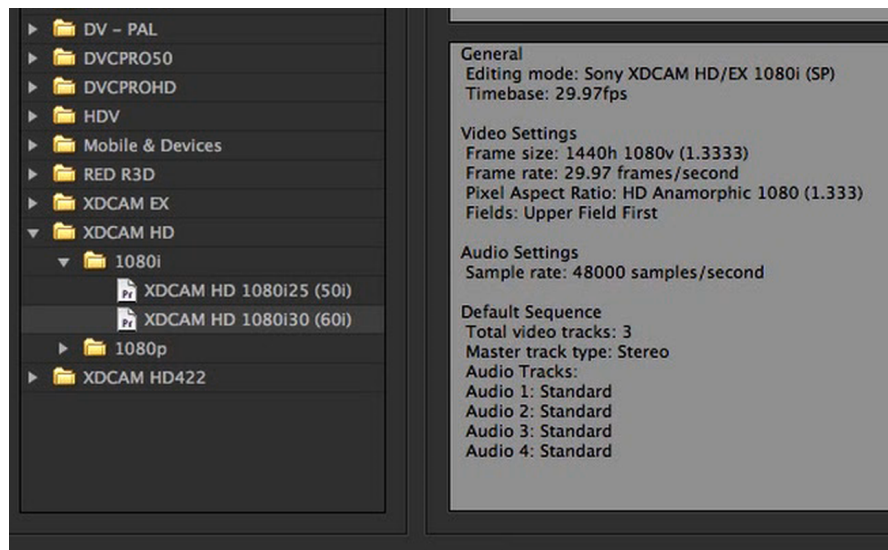 DV – PAL
DVCPRO50
DVCPROHD
HDV
Mobile & Devices
RED R3D
XDCAM EX
XDCAM HD
1080i
Pr XDCAM HD 1080i25 (50i)
Pr XDCAM HD 1080i30 (60i)
1080p
XDCAM HD422
General
Editing mode: Sony XDCAM HD/EX 1080i (SP)
Timebase: 29.97fps
Video Settings
Frame size: 1440h 1080v (1.3333)
Frame rate: 29.97 frames/second
Pixel Aspect Ratio: HD Anamorphic 1080 (1.333)
Fields: Upper Field First
Audio Settings
Sample rate: 48000 samples/second
Default Sequence
Total video tracks: 3
Master track type: Stereo
Audio Tracks:
Audio 1: Standard
Audio 2: Standard
Audio 3: Standard
Audio 4: Standard